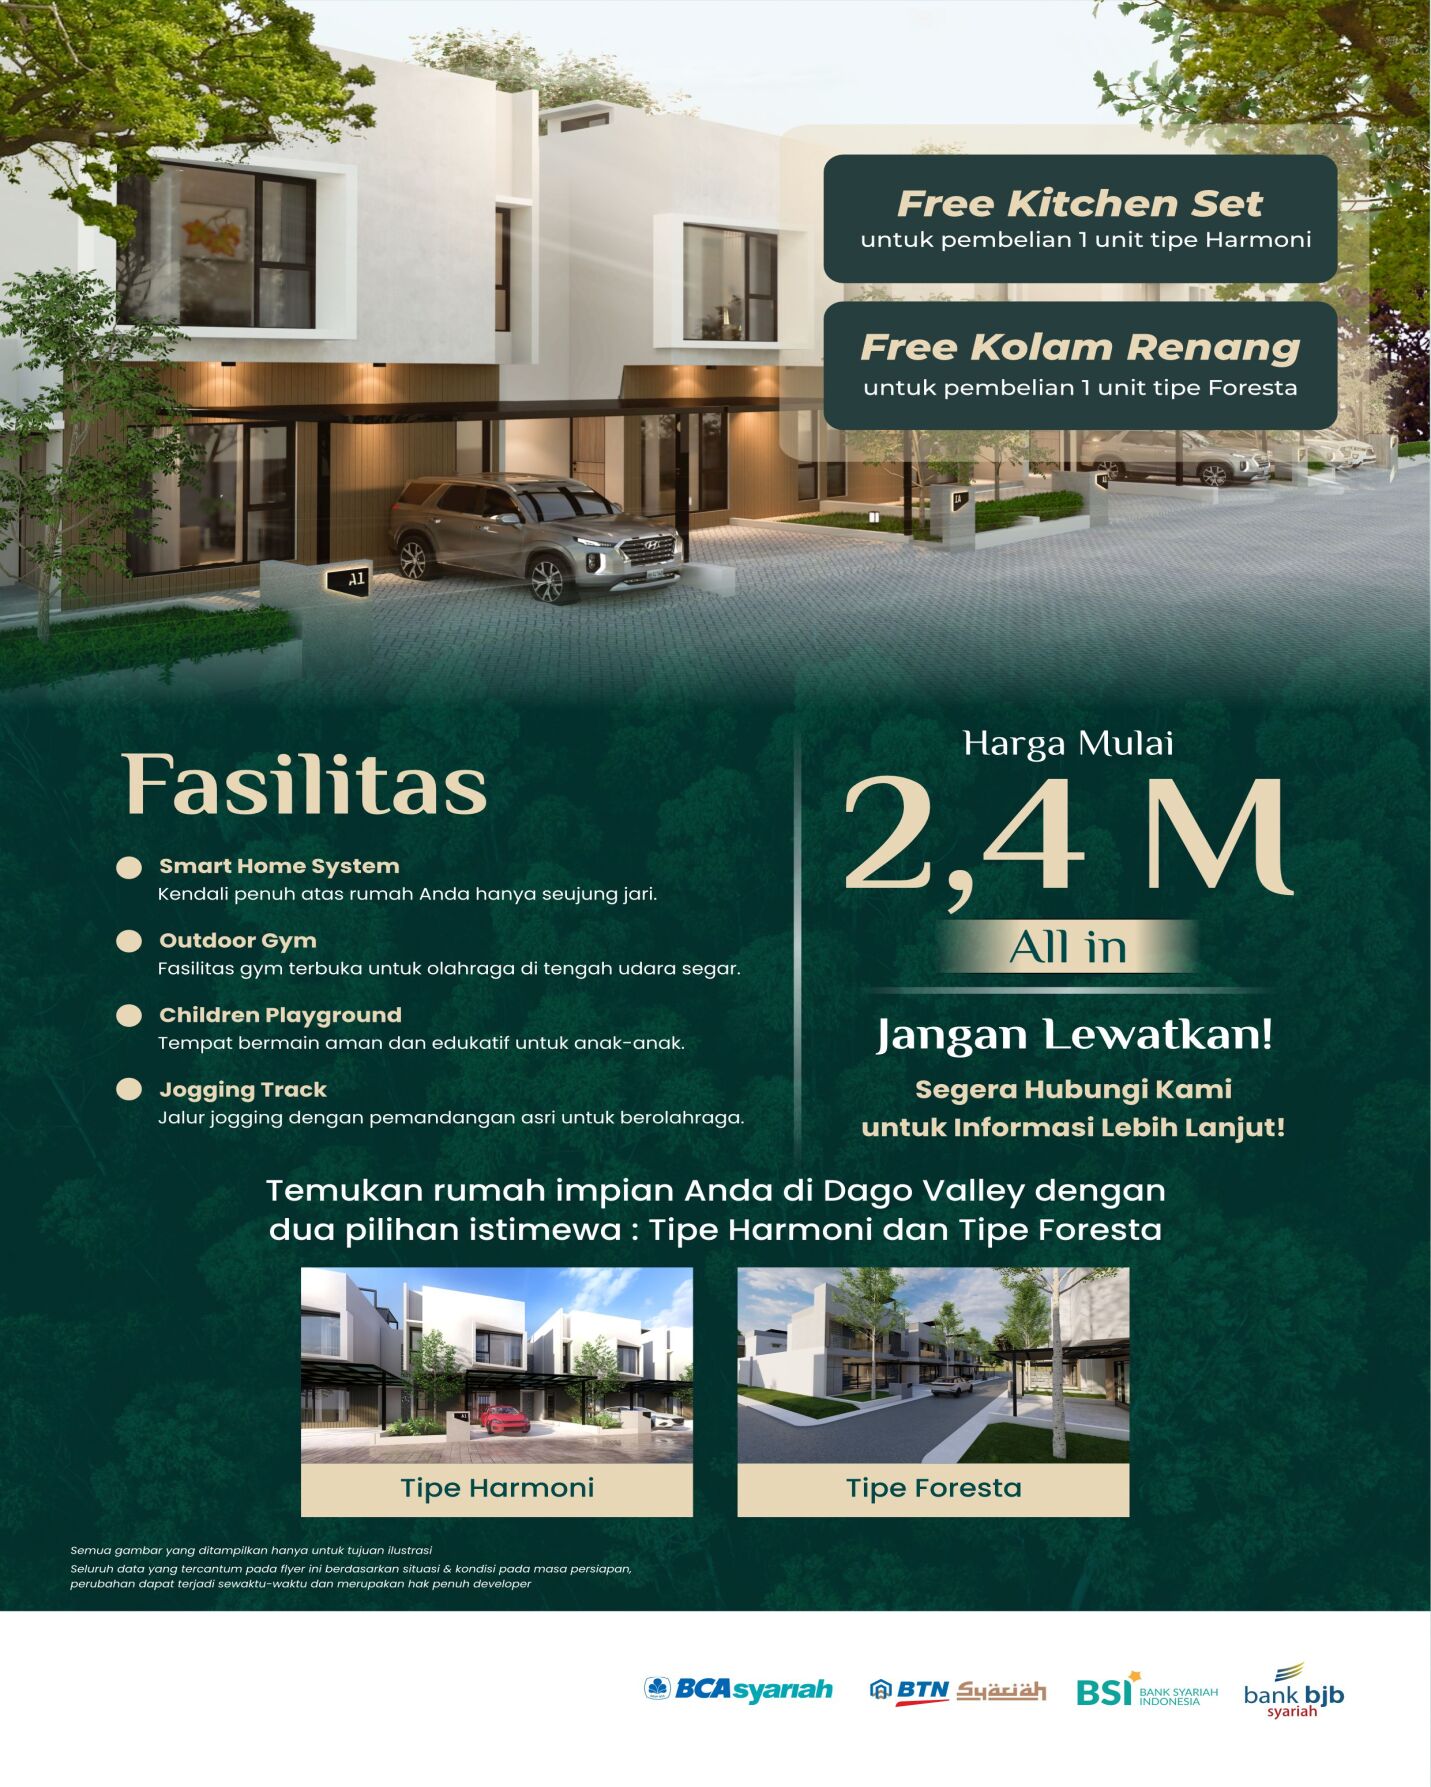 Free Kitchen Set
untuk pembelian 1 unit tipe Harmoni
Free Kolam Renang
untuk pembelian 1 unit tipe Foresta
A1
1A
A1
Fasilitas
Smart Home System
Kendali penuh atas rumah Anda hanya seujung jari.
Outdoor Gym
Fasilitas gym terbuka untuk olahraga di tengah udara segar.
Children Playground
Tempat bermain aman dan edukatif untuk anak-anak.
Jogging Track
Jalur jogging dengan pemandangan asri untuk berolahraga.
Harga Mulai
2,4 M
All in
Jangan Lewatkan!
Segera Hubungi Kami
untuk Informasi Lebih Lanjut!
Temukan rumah impian Anda di Dago Valley dengan
dua pilihan istimewa : Tipe Harmoni dan Tipe Foresta
A1
Tipe Harmoni
Tipe Foresta
Semua gambar yang ditampilkan hanya untuk tujuan ilustrasi
Seluruh data yang tercantum pada flyer ini berdasarkan situasi & kondisi pada masa persiapan,
perubahan dapat terjadi sewaktu-waktu dan merupakan hak penuh developer
BCA syariah
BTN Syariah
BSI BANK SYARIAH
INDONESIA
bank bjb
syariah